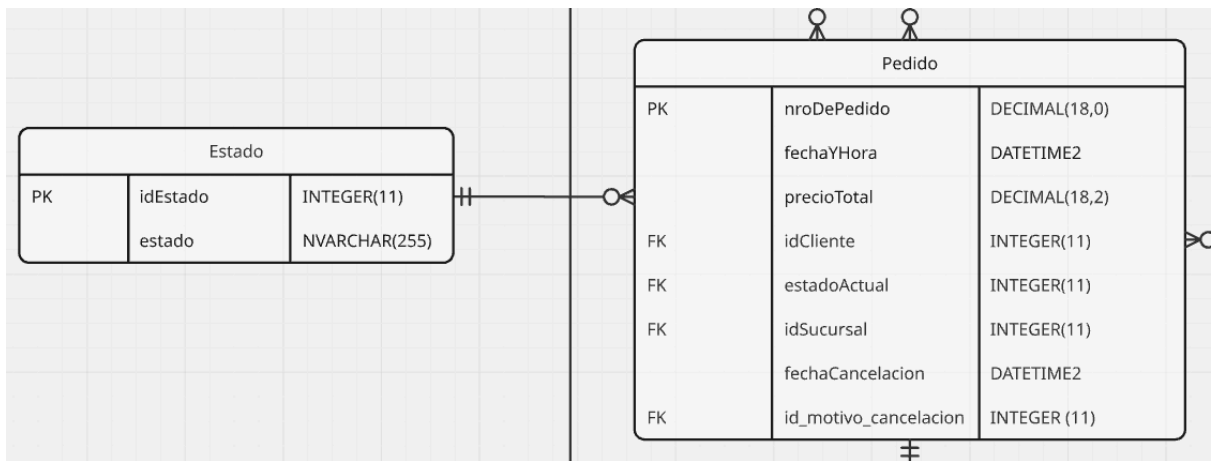 Estado
PK idEstado INTEGER(11)
estado NVARCHAR(255)
Pedido
PK nroDePedido DECIMAL(18,0)
fechaYHora DATETIME2
precioTotal DECIMAL(18,2)
FK idCliente INTEGER(11)
FK estadoActual INTEGER(11)
FK idSucursal INTEGER(11)
fechaCancelacion DATETIME2
FK id_motivo_cancelacion INTEGER (11)